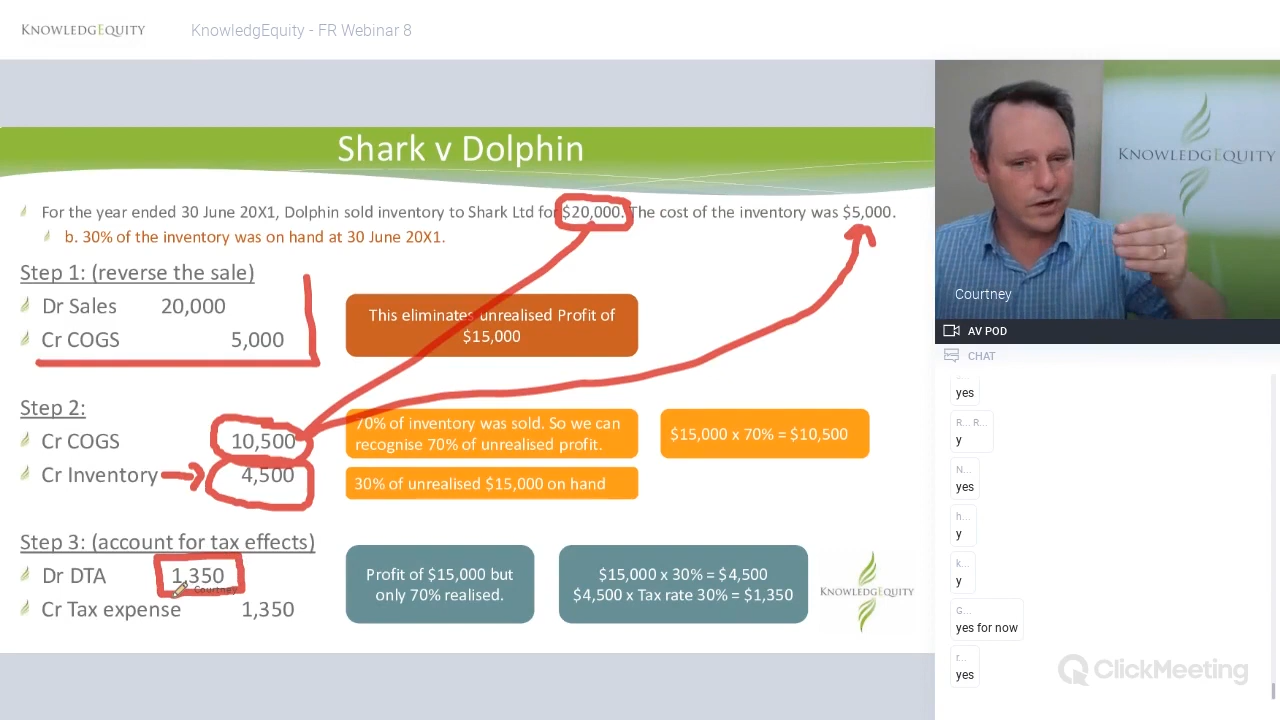 KNOWLEDGEQUITY
KnowledgEquity - FR Webinar 8
Shark v Dolphin
For the year ended 30 June 20X1, Dolphin sold inventory to Shark Ltd for $20,000. The cost of the inventory was $5,000.
b. 30% of the inventory was on hand at 30 June 20X1.
Step 1: (reverse the sale)
Dr Sales 20,000
Cr COGS 5,000
This eliminates unrealised Profit of
$15,000
Step 2:
Cr COGS 10,500
Cr Inventory 4,500
70% of inventory was sold. So we can
recognise 70% of unrealised profit.
$15,000 x 70% = $10,500
30% of unrealised $15,000 on hand
Step 3: (account for tax effects)
Dr DTA 1,350
Courtney
Cr Tax expense 1,350
Profit of $15,000 but
only 70% realised.
$15,000 x 30% = $4,500
$4,500 x Tax rate 30% = $1,350
KNOWLEDGEQUITY
KNOWLEDGEQUITY
Courtney
AV POD
CHAT
yes
R... R...
y
N...
yes
h...
y
k...
y
G...
yes for now
r...
yes
ClickMeeting